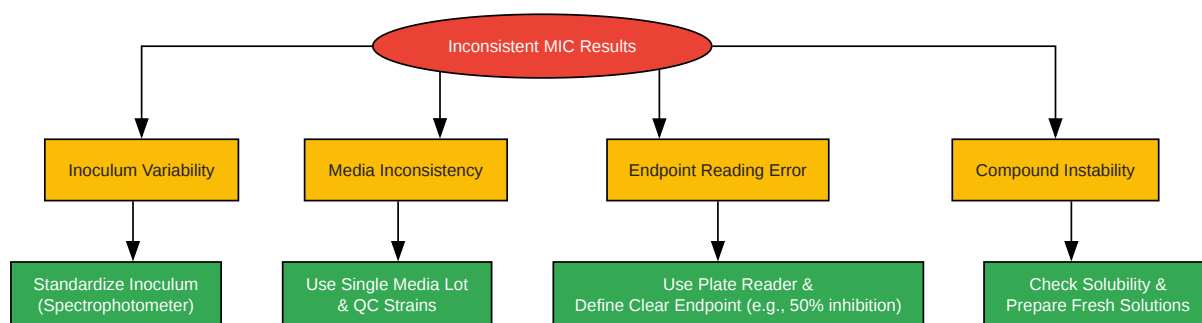 Inconsistent MIC Results
Inoculum Variability
Media Inconsistency
Endpoint Reading Error
Compound Instability
Standardize Inoculum
(Spectrophotometer)
Use Single Media Lot
& QC Strains
Use Plate Reader &
Define Clear Endpoint (e.g., 50% inhibition)
Check Solubility &
Prepare Fresh Solutions